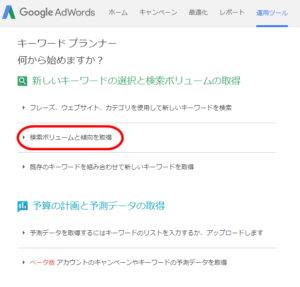 Google AdWords ホーム キャンペーン 最適化 レポート 運用ツール
キーワード プランナー
何から始めますか？
新しいキーワードの選択と検索ボリュームの取得
フレーズ、ウェブサイト、カテゴリを使用して新しいキーワードを検索
検索ボリュームと傾向を取得
既存のキーワードを組み合わせて新しいキーワードを取得
予算の計画と予測データの取得
予測データを取得するにはキーワードのリストを入力するか、アップロードします
ベータ版 アカウントのキャンペーンやキーワードの予測データを取得